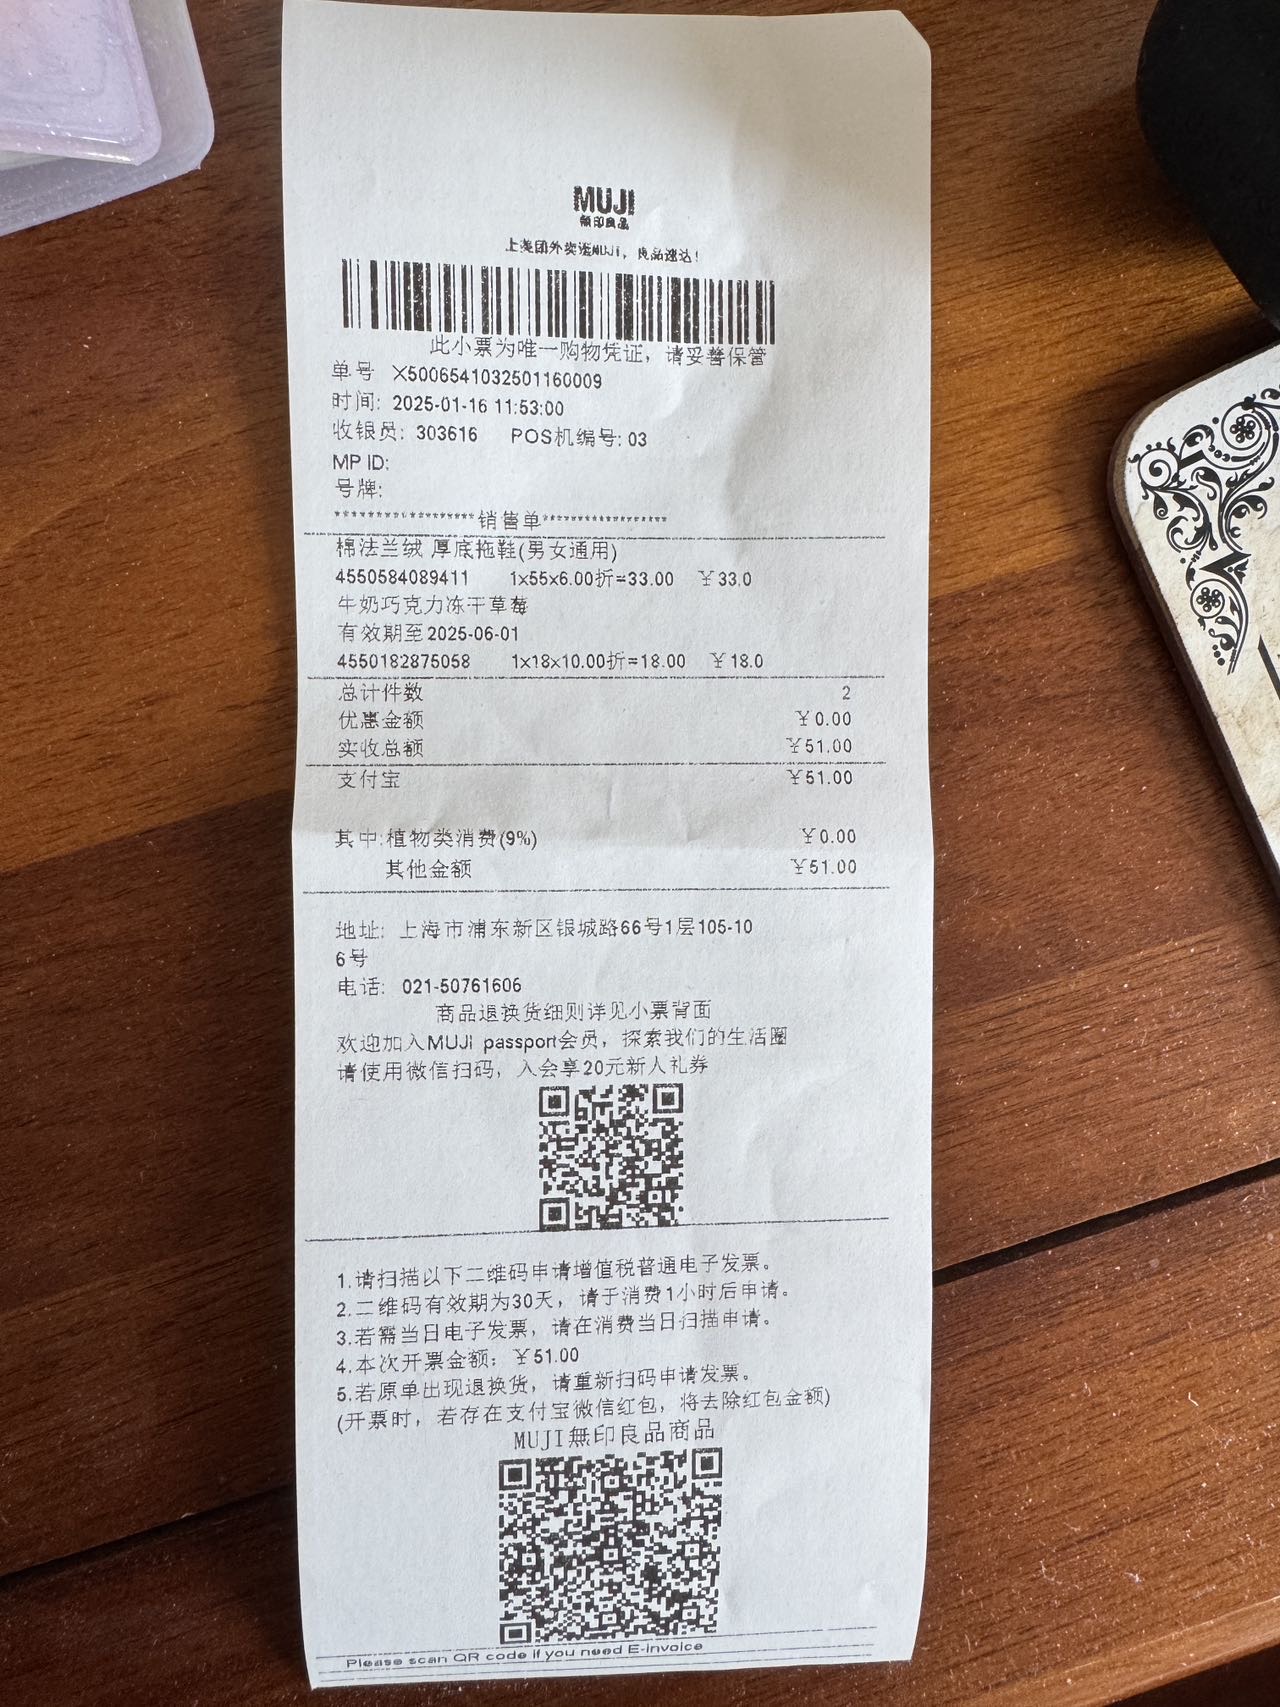 MUJI
無印良品
上美团外卖逛MUJI，良品速达！
此小票为唯一购物凭证，请妥善保管
单号 X5006541032501160009
时间: 2025-01-16 11:53:00
收银员: 303616 POS机编号: 03
MP ID:
号牌:
*********************销售单*******************
棉法兰绒 厚底拖鞋(男女通用)
4550584089411 1x55x6.00折=33.00 ￥33.0
牛奶巧克力冻干草莓
有效期至2025-06-01
4550182875058 1x18x10.00折=18.00 ￥18.0
总计件数 2
优惠金额 ￥0.00
实收总额 ￥51.00
支付宝 ￥51.00
其中:植物类消费(9%) ￥0.00
其他金额 ￥51.00
地址: 上海市浦东新区银城路66号1层105-10
6号
电话: 021-50761606
商品退换货细则详见小票背面
欢迎加入MUJI passport会员，探索我们的生活圈
请使用微信扫码，入会享20元新人礼券
1.请扫描以下二维码申请增值税普通电子发票。
2.二维码有效期为30天，请于消费1小时后申请。
3.若需当日电子发票，请在消费当日扫描申请。
4.本次开票金额：￥51.00
5.若原单出现退换货，请重新扫码申请发票。
(开票时，若存在支付宝微信红包，将去除红包金额)
MUJI無印良品商品
Please scan QR code if you need E-invoice